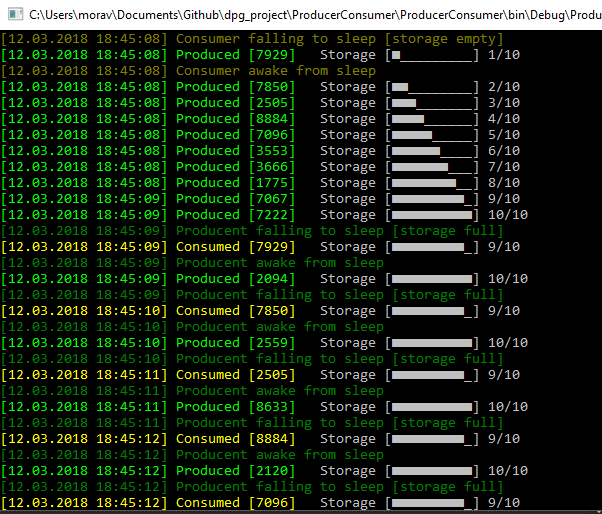 C:\Users\morav\Documents\Github\dpg_project\ProducerConsumer\ProducerConsumer\bin\Debug\Produ
[12.03.2018 18:45:08] Consumer falling to sleep [storage empty]
[12.03.2018 18:45:08] Produced [7929]   Storage [■_________] 1/10
[12.03.2018 18:45:08] Consumer awake from sleep
[12.03.2018 18:45:08] Produced [7850]   Storage [■■________] 2/10
[12.03.2018 18:45:08] Produced [2505]   Storage [■■■_______] 3/10
[12.03.2018 18:45:08] Produced [8884]   Storage [■■■■______] 4/10
[12.03.2018 18:45:08] Produced [7096]   Storage [■■■■■_____] 5/10
[12.03.2018 18:45:08] Produced [3553]   Storage [■■■■■■____] 6/10
[12.03.2018 18:45:08] Produced [3666]   Storage [■■■■■■■___] 7/10
[12.03.2018 18:45:08] Produced [1775]   Storage [■■■■■■■■__] 8/10
[12.03.2018 18:45:09] Produced [7067]   Storage [■■■■■■■■■_] 9/10
[12.03.2018 18:45:09] Produced [7222]   Storage [■■■■■■■■■■] 10/10
[12.03.2018 18:45:09] Producent falling to sleep [storage full]
[12.03.2018 18:45:09] Consumed [7929]   Storage [■■■■■■■■■_] 9/10
[12.03.2018 18:45:09] Producent awake from sleep
[12.03.2018 18:45:09] Produced [2094]   Storage [■■■■■■■■■■] 10/10
[12.03.2018 18:45:09] Producent falling to sleep [storage full]
[12.03.2018 18:45:10] Consumed [7850]   Storage [■■■■■■■■■_] 9/10
[12.03.2018 18:45:10] Producent awake from sleep
[12.03.2018 18:45:10] Produced [2559]   Storage [■■■■■■■■■■] 10/10
[12.03.2018 18:45:10] Producent falling to sleep [storage full]
[12.03.2018 18:45:11] Consumed [2505]   Storage [■■■■■■■■■_] 9/10
[12.03.2018 18:45:11] Producent awake from sleep
[12.03.2018 18:45:11] Produced [8633]   Storage [■■■■■■■■■■] 10/10
[12.03.2018 18:45:11] Producent falling to sleep [storage full]
[12.03.2018 18:45:12] Consumed [8884]   Storage [■■■■■■■■■_] 9/10
[12.03.2018 18:45:12] Producent awake from sleep
[12.03.2018 18:45:12] Produced [2120]   Storage [■■■■■■■■■■] 10/10
[12.03.2018 18:45:12] Producent falling to sleep [storage full]
[12.03.2018 18:45:12] Consumed [7096]   Storage [■■■■■■■■■_] 9/10